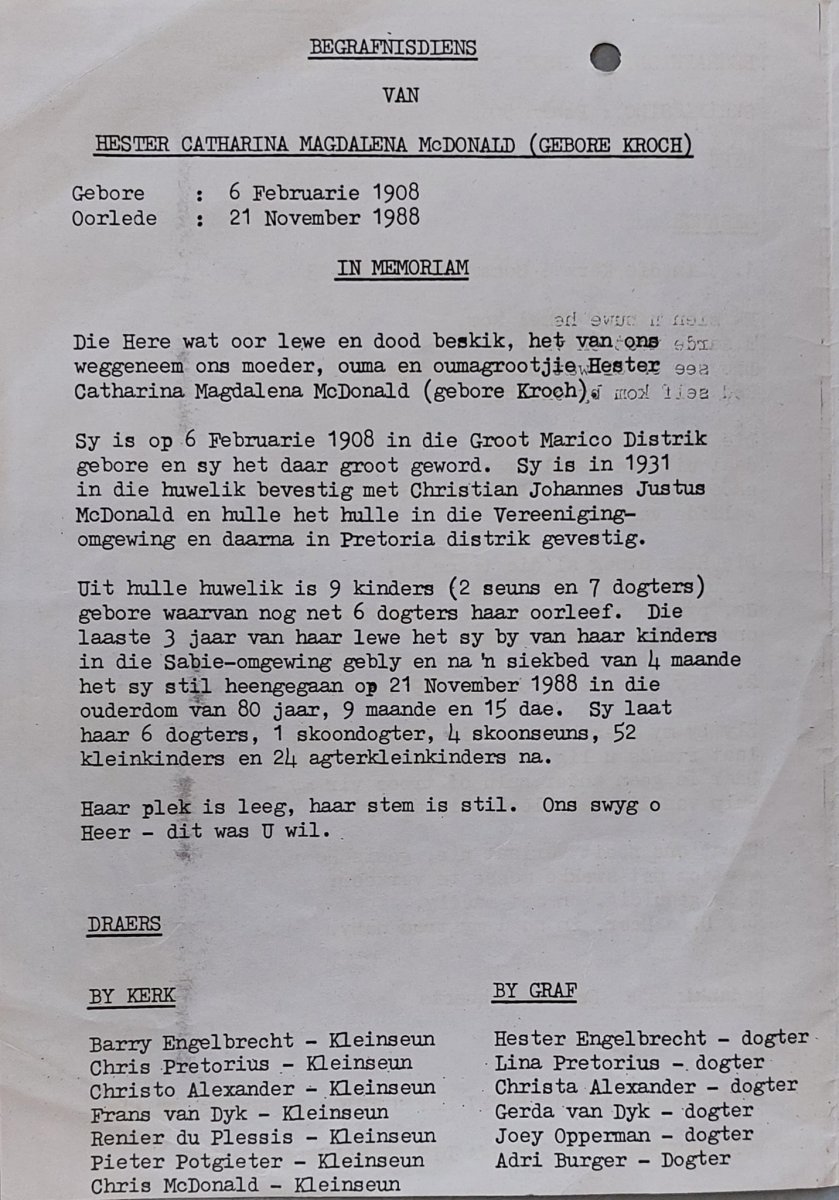 BEGRAFNISDIENS
VAN
HESTER CATHARINA MAGDALENA McDONALD (GEBORE KROCH)
Gebore : 6 Februarie 1908
Oorlede : 21 November 1988
IN MEMORIAM
Die Here wat oor lewe en dood beskik, het van ons
weggeneem ons moeder, ouma en oumagrootjie Hester
Catharina Magdalena McDonald (gebore Kroch).
Sy is op 6 Februarie 1908 in die Groot Marico Distrik
gebore en sy het daar groot geword. Sy is in 1931
in die huwelik bevestig met Christian Johannes Justus
McDonald en hulle het hulle in die Vereeniging-
omgewing en daarna in Pretoria distrik gevestig.
Uit hulle huwelik is 9 kinders (2 seuns en 7 dogters)
gebore waarvan nog net 6 dogters haar oorleef. Die
laaste 3 jaar van haar lewe het sy by van haar kinders
in die Sabie-omgewing gebly en na 'n siekbed van 4 maande
het sy stil heengegaan op 21 November 1988 in die
ouderdom van 80 jaar, 9 maande en 15 dae. Sy laat
haar 6 dogters, 1 skoondogter, 4 skoonseuns, 52
kleinkinders en 24 agterkleinkinders na.
Haar plek is leeg, haar stem is stil. Ons swyg o
Heer - dit was U wil.
DRAERS
BY KERK
Barry Engelbrecht - Kleinseun
Chris Pretorius - Kleinseun
Christo Alexander - Kleinseun
Frans van Dyk - Kleinseun
Renier du Plessis - Kleinseun
Pieter Potgieter - Kleinseun
Chris McDonald - Kleinseun
BY GRAF
Hester Engelbrecht - dogter
Lina Pretorius - dogter
Christa Alexander - dogter
Gerda van Dyk - dogter
Joey Opperman - dogter
Adri Burger - Dogter